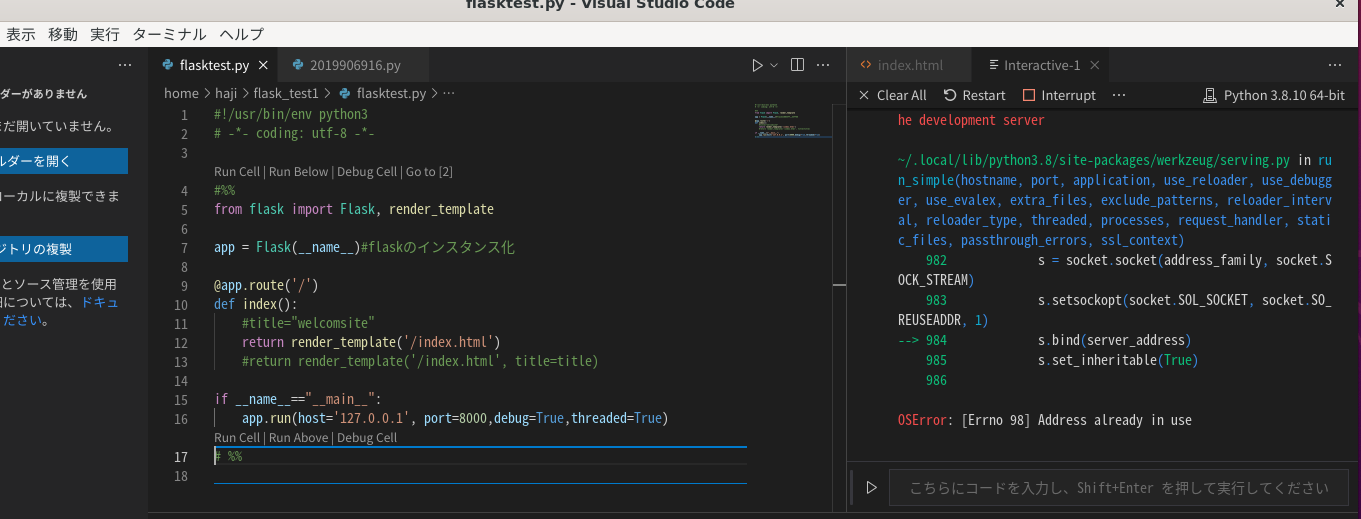 flasktest.py - Visual Studio Code ×
表示 移動 実行 ターミナル ヘルプ
ダーがありません
まだ開いていません。
ルダーを開く
ーカルに複製できま
ジトリの複製
とソース管理を使用
については、ドキュ
ください。
flasktest.py × 2019906916.py
home > haji > flask_test1 > flasktest.py > ...
1 #!/usr/bin/env python3
2 # -*- coding: utf-8 -*-
3
Run Cell | Run Below | Debug Cell | Go to [2]
4 #%%
5 from flask import Flask, render_template
6
7 app = Flask(__name__)#flaskのインスタンス化
8
9 @app.route('/')
10 def index():
11     #title="welcomsite"
12     return render_template('/index.html')
13     #return render_template('/index.html', title=title)
14
15 if __name__=="__main__":
16     app.run(host='127.0.0.1', port=8000,debug=True,threaded=True)
Run Cell | Run Above | Debug Cell
17 # %%
18
index.html Interactive-1 ×
× Clear All Restart Interrupt ... Python 3.8.10 64-bit
he development server
~/.local/lib/python3.8/site-packages/werkzeug/serving.py in ru
n_simple(hostname, port, application, use_reloader, use_debugg
er, use_evalex, extra_files, exclude_patterns, reloader_interv
al, reloader_type, threaded, processes, request_handler, stati
c_files, passthrough_errors, ssl_context)
982 s = socket.socket(address_family, socket.S
OCK_STREAM)
983 s.setsockopt(socket.SOL_SOCKET, socket.SO_
REUSEADDR, 1)
--> 984 s.bind(server_address)
985 s.set_inheritable(True)
986
OSError: [Errno 98] Address already in use
こちらにコードを入力し、Shift+Enter を押して実行してください